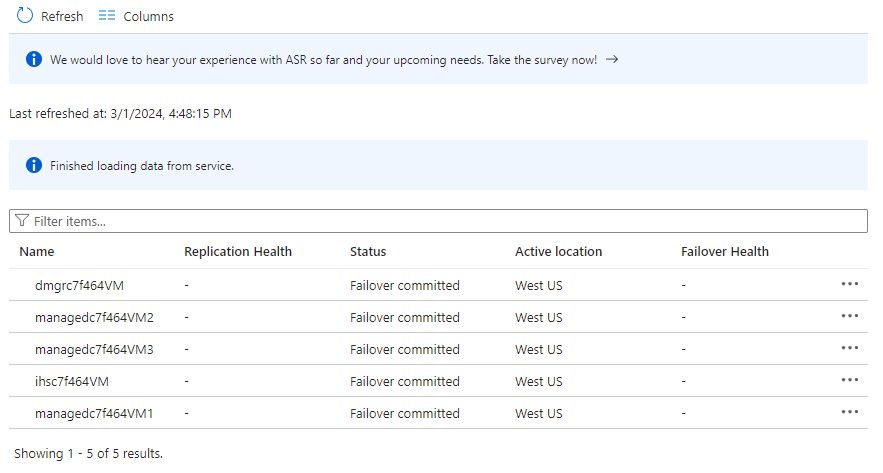 Refresh Columns
We would love to hear your experience with ASR so far and your upcoming needs. Take the survey now! →
Last refreshed at: 3/1/2024, 4:48:15 PM
Finished loading data from service.
Filter items...
Name Replication Health Status Active location Failover Health
dmgrc7f464VM - Failover committed West US - ...
managedc7f464VM2 - Failover committed West US - ...
managedc7f464VM3 - Failover committed West US - ...
ihsc7f464VM - Failover committed West US - ...
managedc7f464VM1 - Failover committed West US - ...
Showing 1 - 5 of 5 results.